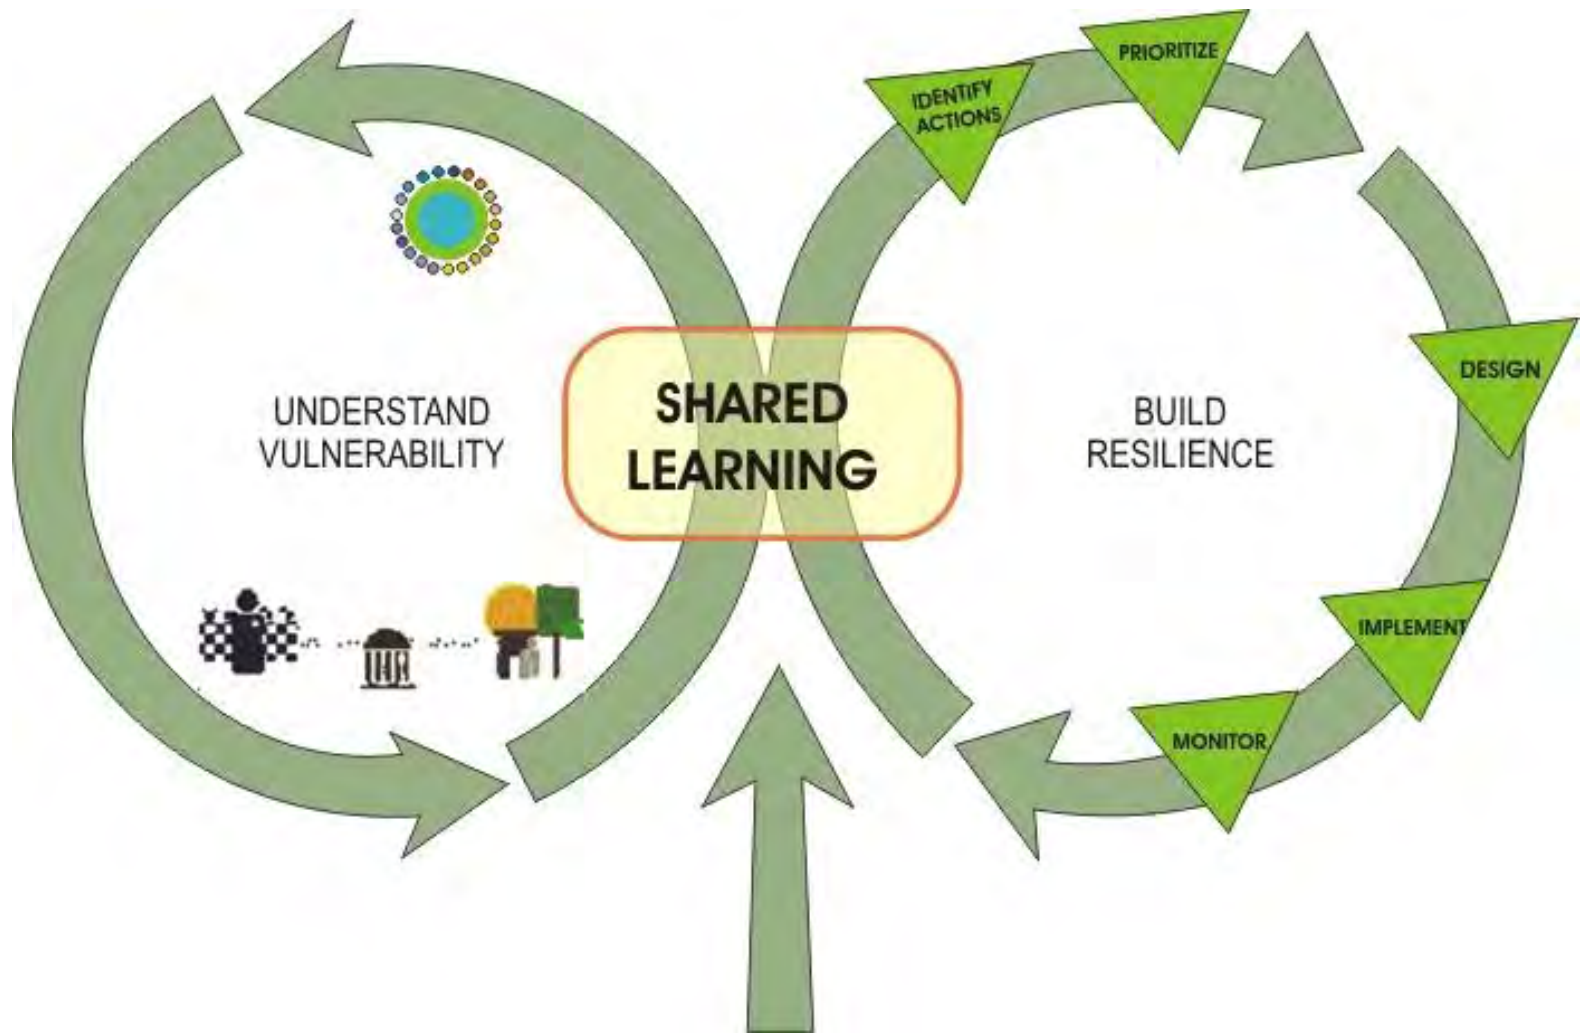 PRIORITIZE
IDENTIFY
ACTIONS
DESIGN
UNDERSTAND
VULNERABILITY
SHARED
LEARNING
BUILD
RESILIENCE
IMPLEMENT
MONITOR